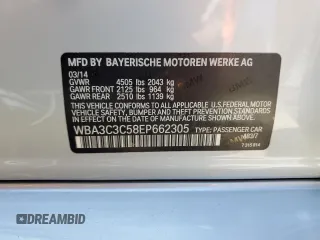 MFD. BY BAYERISCHE MOTOREN WERKE AG
03/14
GVWR 4505 lbs 2043 kg
GAWR FRONT 2125 lbs 964 kg
GAWR REAR 2510 lbs 1139 kg
THIS VEHICLE CONFORMS TO ALL APPLICABLE
FEDERAL MOTOR VEHICLE SAFETY, BUMPER, AND
THEFT PREVENTION STANDARDS
IN EFFECT ON THE DATE OF
MANUFACTURE SHOWN ABOVE.
WBA3C3C58EP662305 TYPE: PASSENGER CAR
© AUTOBIDMASTER
DREAMBID